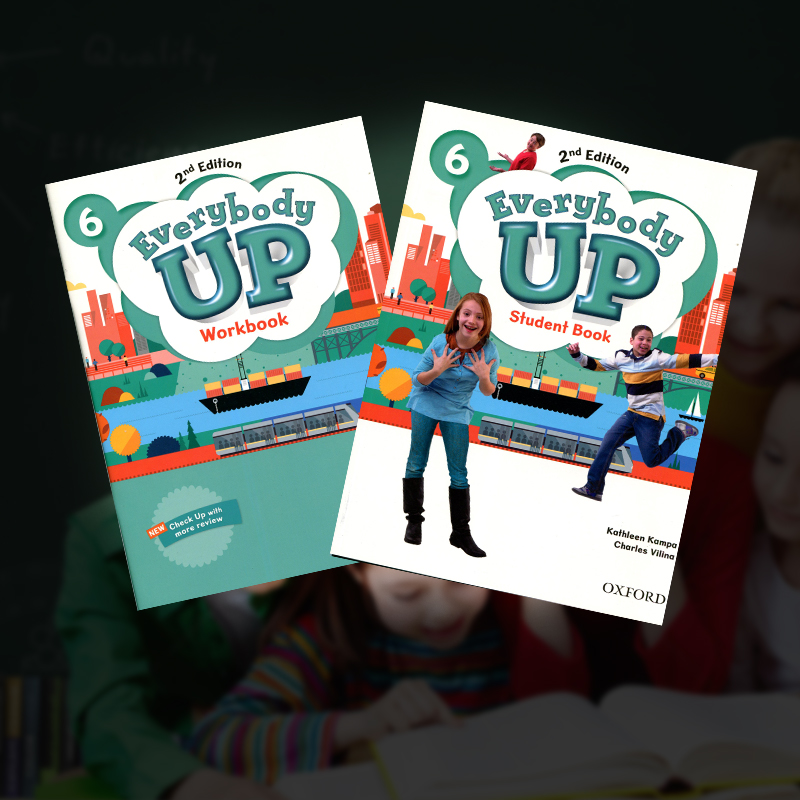 Quality
2nd Edition
6
Everybody
UP
Workbook
NEW Check Up with
more review
2nd Edition
6
Everybody
UP
Student Book
Kathleen Kampa
Charles Vilina
OXFORD